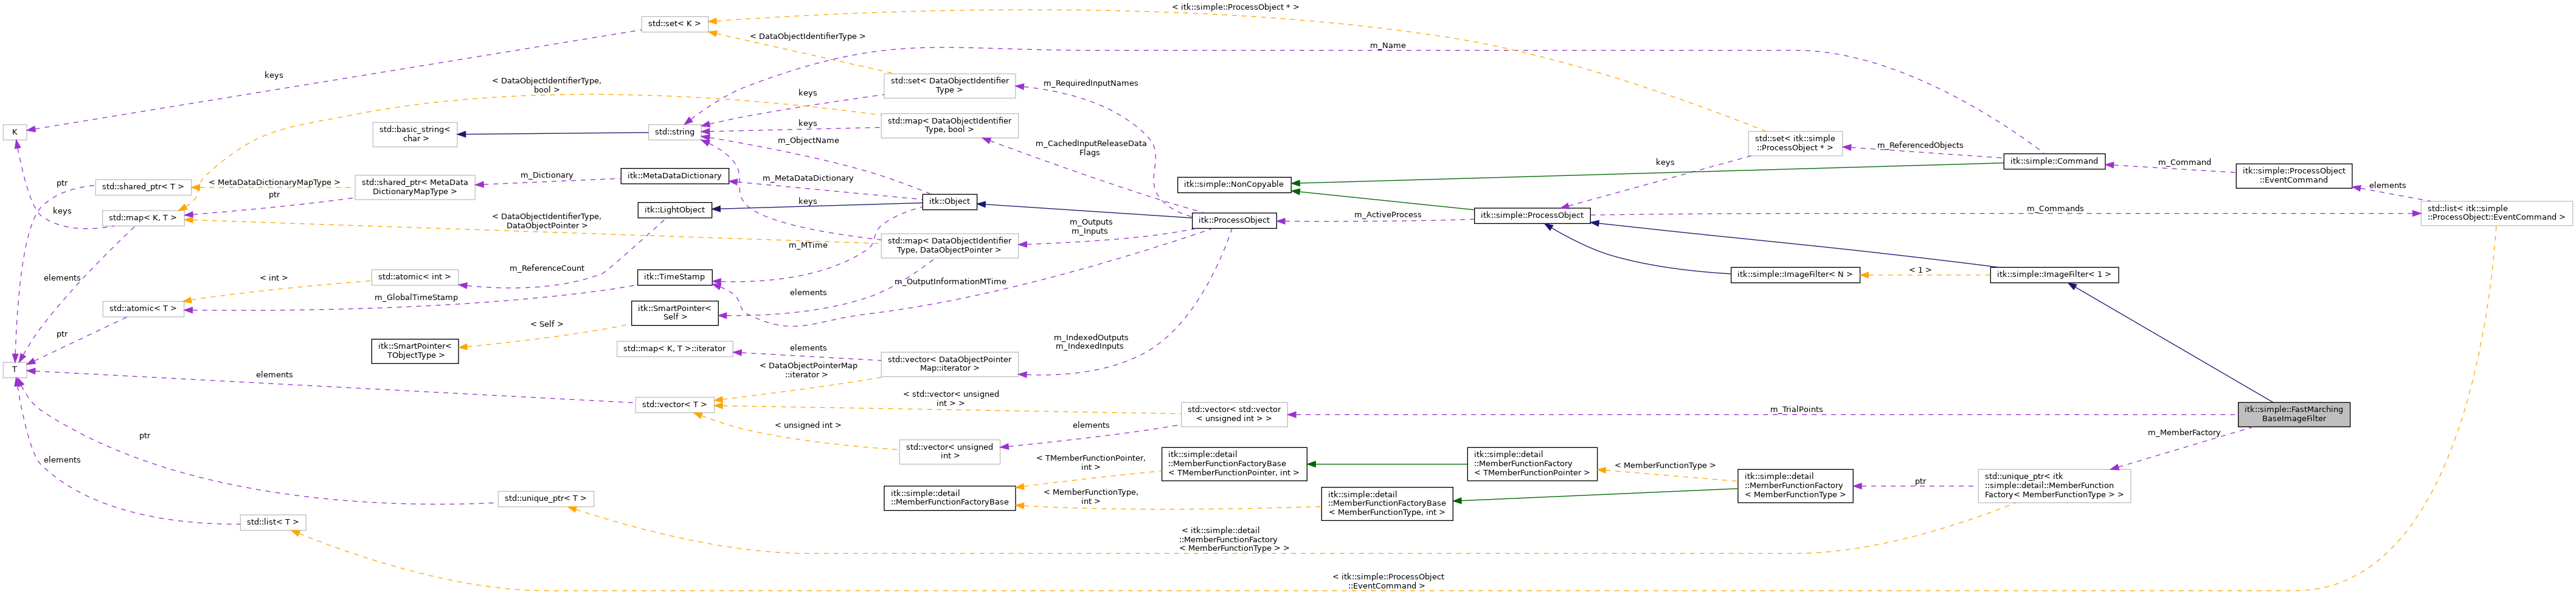 < itk::simple::ProcessObject * >
std::set< K >
< DataObjectIdentifierType >
m_Name
keys
< DataObjectIdentifierType,
bool >
std::set< DataObjectIdentifier
Type >
m_RequiredInputNames
keys
K
std::basic_string<
char >
std::string
keys
std::map< DataObjectIdentifier
Type, bool >
m_ObjectName
m_CachedInputReleaseData
Flags
std::set< itk::simple
::ProcessObject * >
m_ReferencedObjects
keys
itk::simple::Command
m_Command
itk::simple::ProcessObject
::EventCommand
elements
ptr
std::shared_ptr< T >
< MetaDataDictionaryMapType >
std::shared_ptr< MetaData
DictionaryMapType >
m_Dictionary
itk::MetaDataDictionary
m_MetaDataDictionary
itk::simple::NonCopyable
ptr
keys
std::map< K, T >
itk::LightObject
keys
itk::Object
< DataObjectIdentifierType,
DataObjectPointer >
itk::ProcessObject
m_ActiveProcess
itk::simple::ProcessObject
m_Commands
std::list< itk::simple
::ProcessObject::EventCommand >
m_Outputs
m_Inputs
std::map< DataObjectIdentifier
Type, DataObjectPointer >
m_MTime
elements
< int >
std::atomic< int >
m_ReferenceCount
itk::TimeStamp
m_OutputInformationMTime
itk::simple::ImageFilter< N >
< 1 >
itk::simple::ImageFilter< 1 >
std::atomic< T >
m_GlobalTimeStamp
elements
itk::SmartPointer<
Self >
< Self >
ptr
itk::SmartPointer<
TObjectType >
std::map< K, T >::iterator
elements
std::vector< DataObjectPointer
Map::iterator >
m_IndexedOutputs
m_IndexedInputs
T
elements
< DataObjectPointerMap
::iterator >
< std::vector< unsigned
int > >
std::vector< T >
std::vector< std::vector
< unsigned int > >
m_TrialPoints
itk::simple::FastMarching
BaseImageFilter
< unsigned int >
elements
m_MemberFactory
ptr
std::vector< unsigned
int >
elements
< TMemberFunctionPointer,
int >
itk::simple::detail
::MemberFunctionFactoryBase
< TMemberFunctionPointer, int >
itk::simple::detail
::MemberFunctionFactory
< TMemberFunctionPointer >
< MemberFunctionType >
itk::simple::detail
::MemberFunctionFactory
< MemberFunctionType >
ptr
std::unique_ptr< itk
::simple::detail::MemberFunction
Factory< MemberFunctionType > >
std::unique_ptr< T >
itk::simple::detail
::MemberFunctionFactoryBase
< MemberFunctionType,
int >
itk::simple::detail
::MemberFunctionFactoryBase
< MemberFunctionType, int >
std::list< T >
< itk::simple::detail
::MemberFunctionFactory
< MemberFunctionType > >
< itk::simple::ProcessObject
::EventCommand >